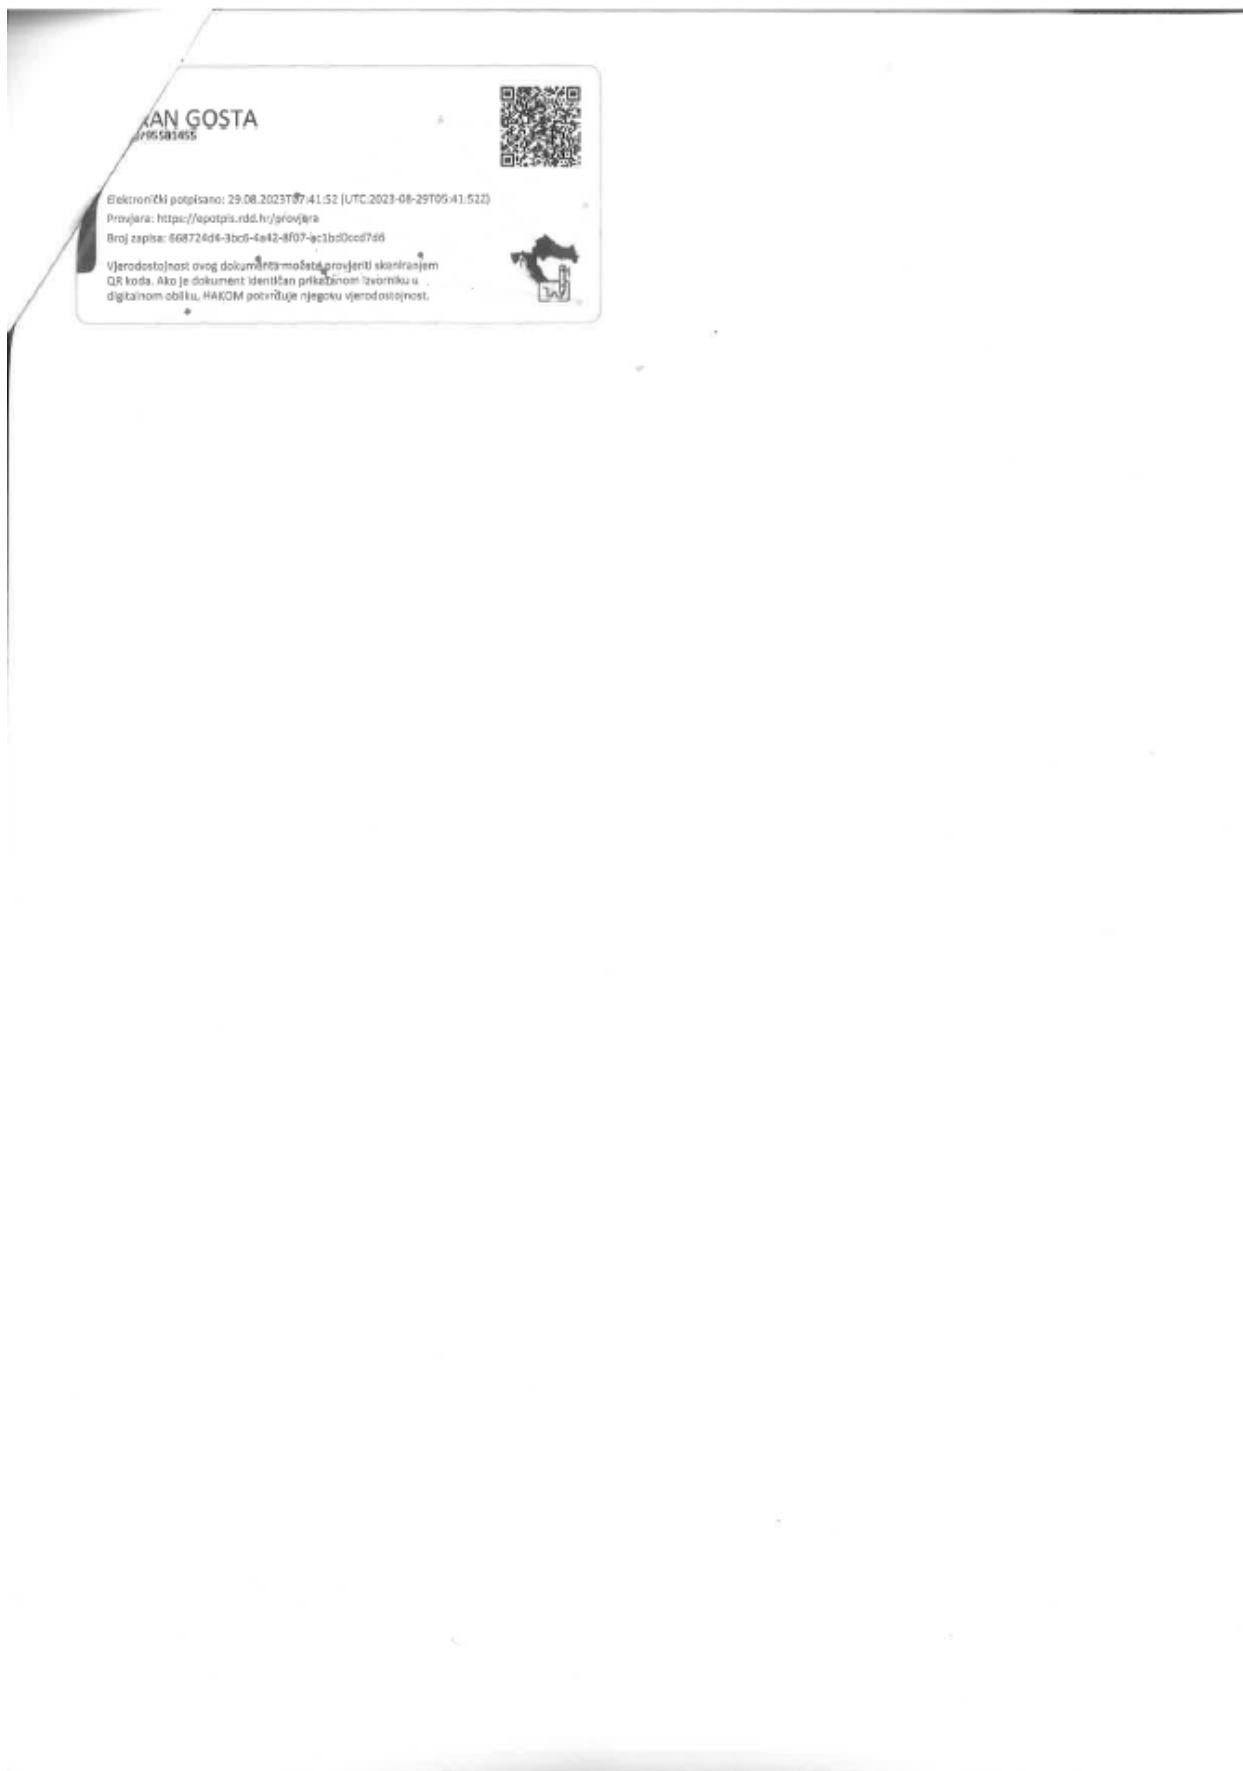 AN GOSTA
Elektronički potpisano: 29.08.2023T07:41:52 (UTC:2023-08-29T05:41:52Z)
Provjera: https://epotpis.rdd.hr/provjera
Broj zapisa: 668724d4-3bc6-4a42-8f07-ac1bd0ccd7d6
Vjerodostojnost ovog dokumenta možete provjeriti skeniranjem
QR koda. Ako je dokument identičan prikazanom izvorniku u
digitalnom obliku, HAKOM potvrđuje njegovu vjerodostojnost.